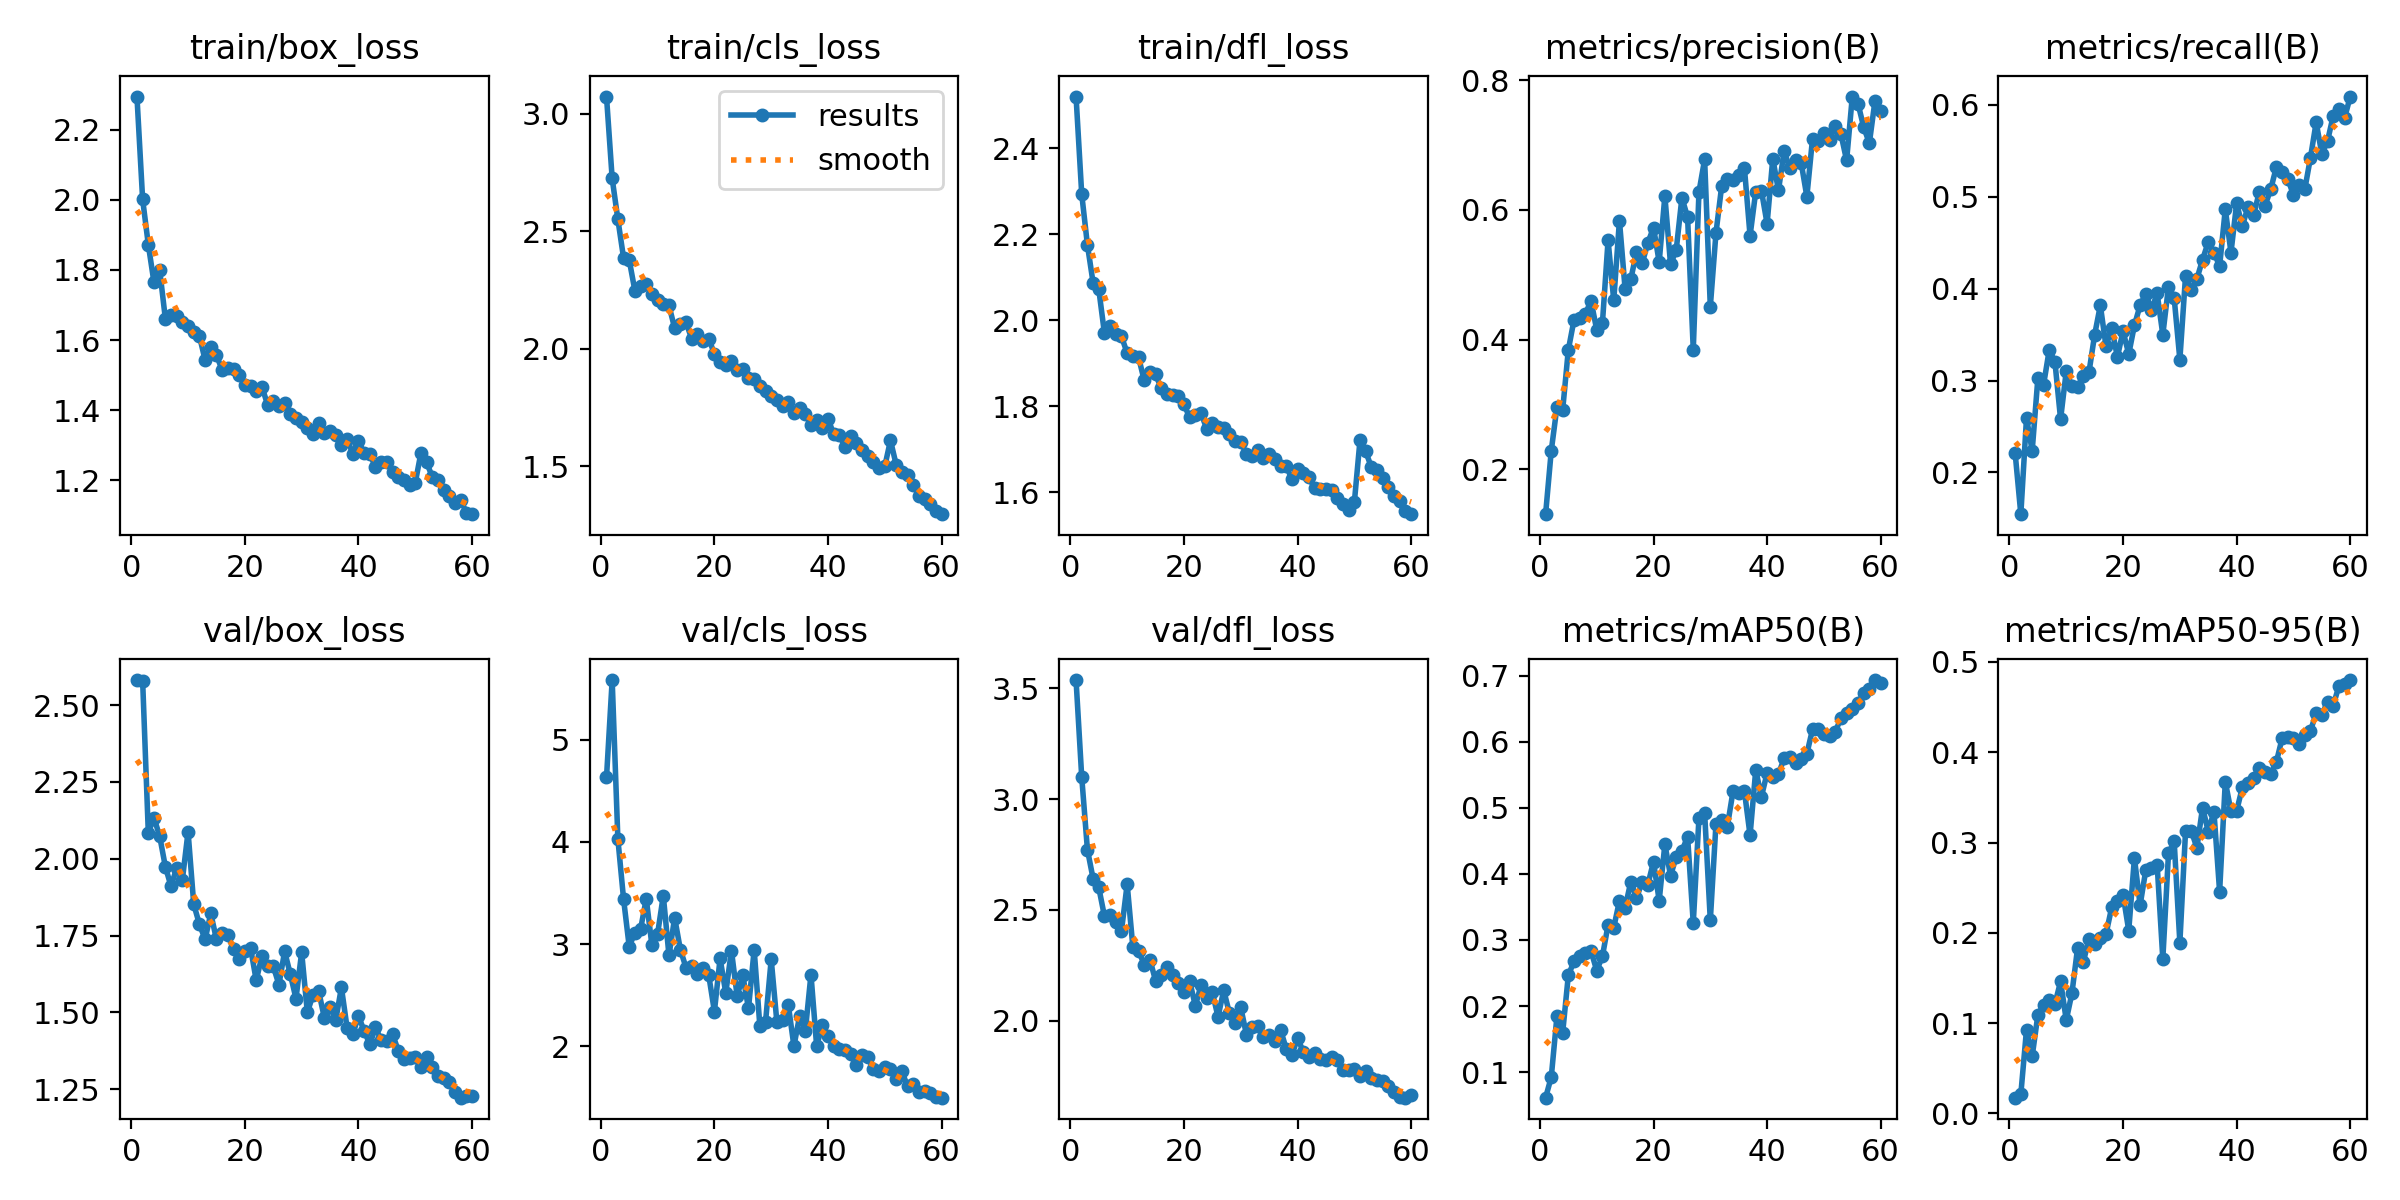 train/box_loss
train/cls_loss
train/dfl_loss
metrics/precision(B)
metrics/recall(B)
2.2
2.0
1.8
1.6
1.4
1.2
0 20 40 60
3.0
2.5
2.0
1.5
results
smooth
0 20 40 60
2.4
2.2
2.0
1.8
1.6
0 20 40 60
0.8
0.6
0.4
0.2
0 20 40 60
0.6
0.5
0.4
0.3
0.2
0 20 40 60
val/box_loss
val/cls_loss
val/dfl_loss
metrics/mAP50(B)
metrics/mAP50-95(B)
2.50
2.25
2.00
1.75
1.50
1.25
0 20 40 60
5
4
3
2
0 20 40 60
3.5
3.0
2.5
2.0
0 20 40 60
0.7
0.6
0.5
0.4
0.3
0.2
0.1
0 20 40 60
0.5
0.4
0.3
0.2
0.1
0.0
0 20 40 60